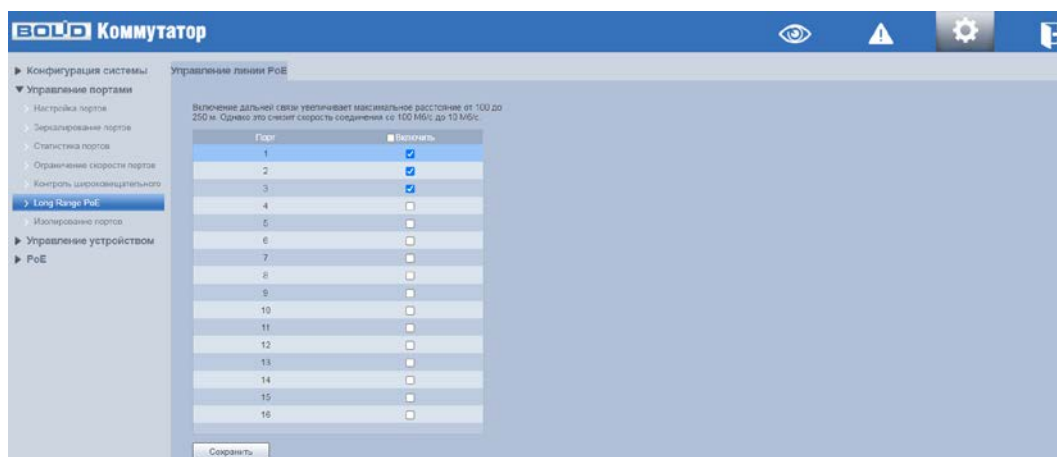 BOLID Коммутатор
Конфигурация системы
Управление портами
Настройка портов
Зеркалирование портов
Статистика портов
Ограничение скорости портов
Контроль широковещательного
Long Range PoE
Изолирование портов
Управление устройством
PoE
Управление линии PoE
Включение дальней связи увеличивает максимальное расстояние от 100 до
250 м. Однако это снизит скорость соединения со 100 Мб/с до 10 Мб/с.
Порт Включить
1
2
3
4
5
6
7
8
9
10
11
12
13
14
15
16
Сохранить